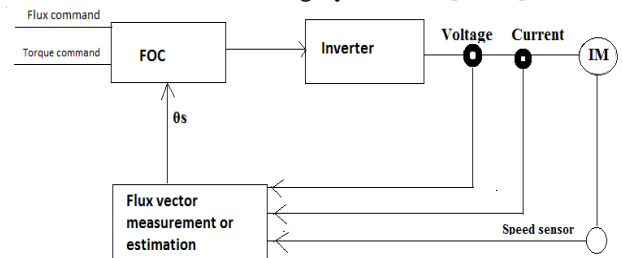 Flux command
Torque command
FOC
Inverter
Voltage Current
IM
θs
Flux vector
measurement or
estimation
Speed sensor